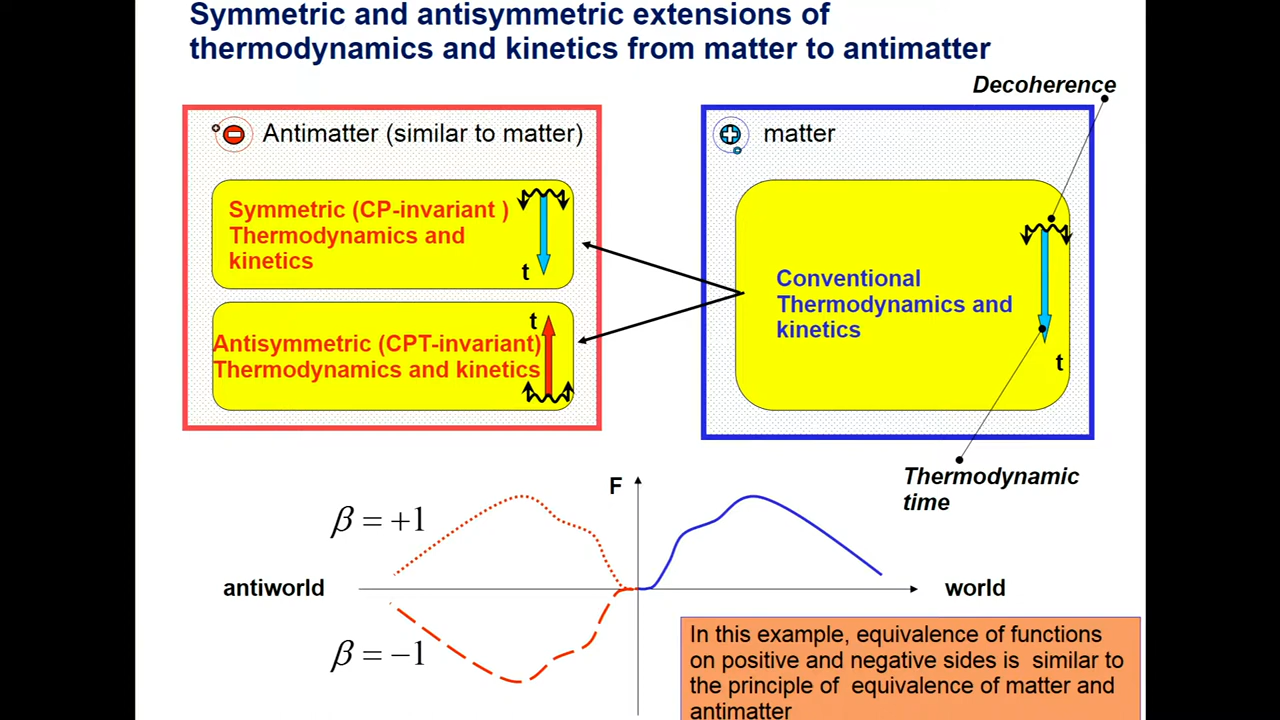 Symmetric and antisymmetric extensions of
thermodynamics and kinetics from matter to antimatter
Decoherence
Antimatter (similar to matter)
matter
Symmetric (CP-invariant )
Thermodynamics and
kinetics
t
t
Antisymmetric (CPT-invariant)
Thermodynamics and kinetics
Conventional
Thermodynamics and
kinetics
t
Thermodynamic
time
F
β = +1
antiworld
world
β = −1
In this example, equivalence of functions
on positive and negative sides is similar to
the principle of equivalence of matter and
antimatter